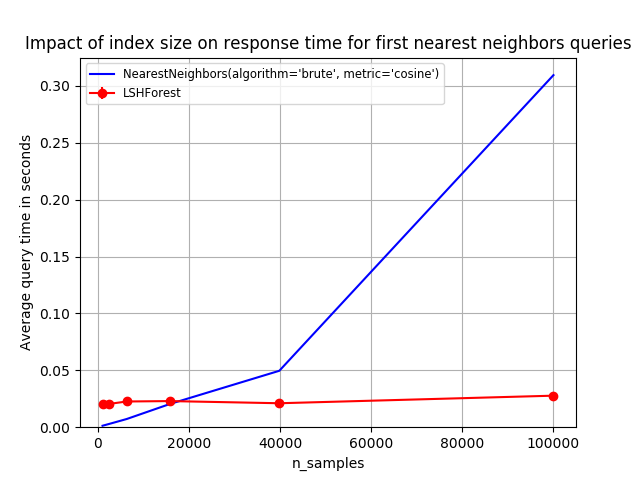 Impact of index size on response time for first nearest neighbors queries
NearestNeighbors(algorithm='brute', metric='cosine')
LSHForest
Average query time in seconds
0.30
0.25
0.20
0.15
0.10
0.05
0.00
0 20000 40000 60000 80000 100000
n_samples